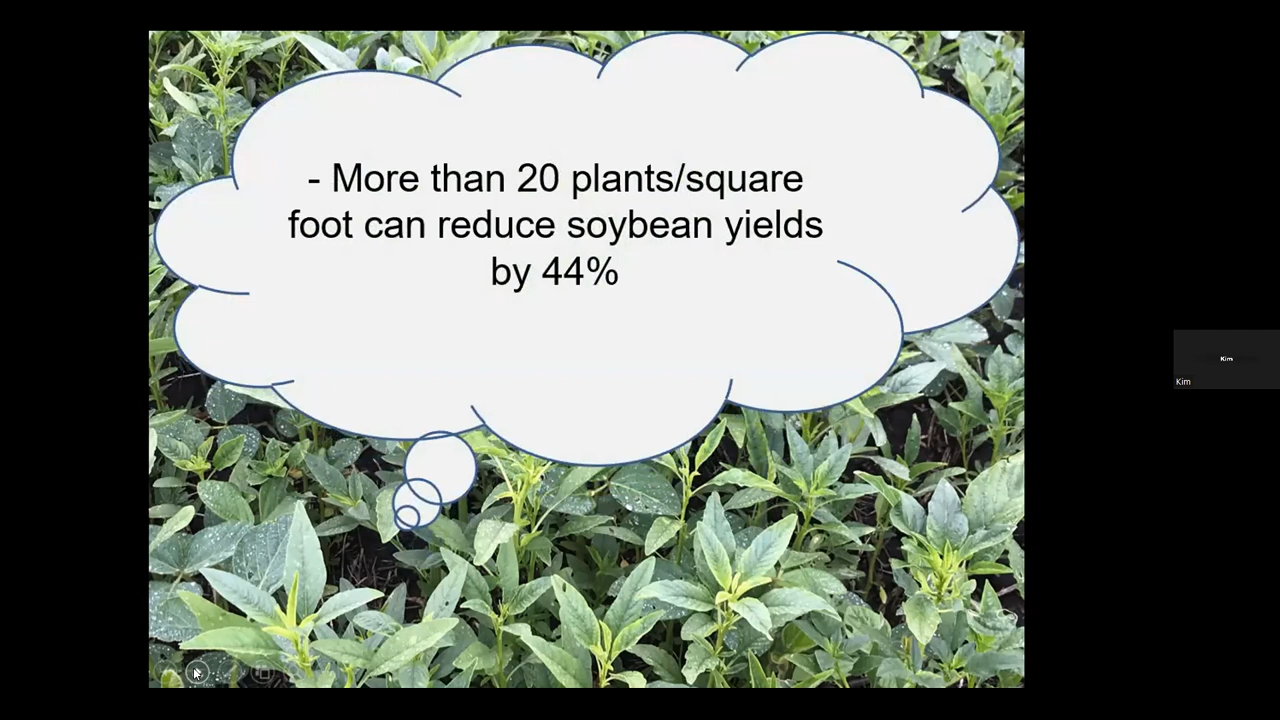 - More than 20 plants/square
foot can reduce soybean yields
by 44%
Kim
Kim